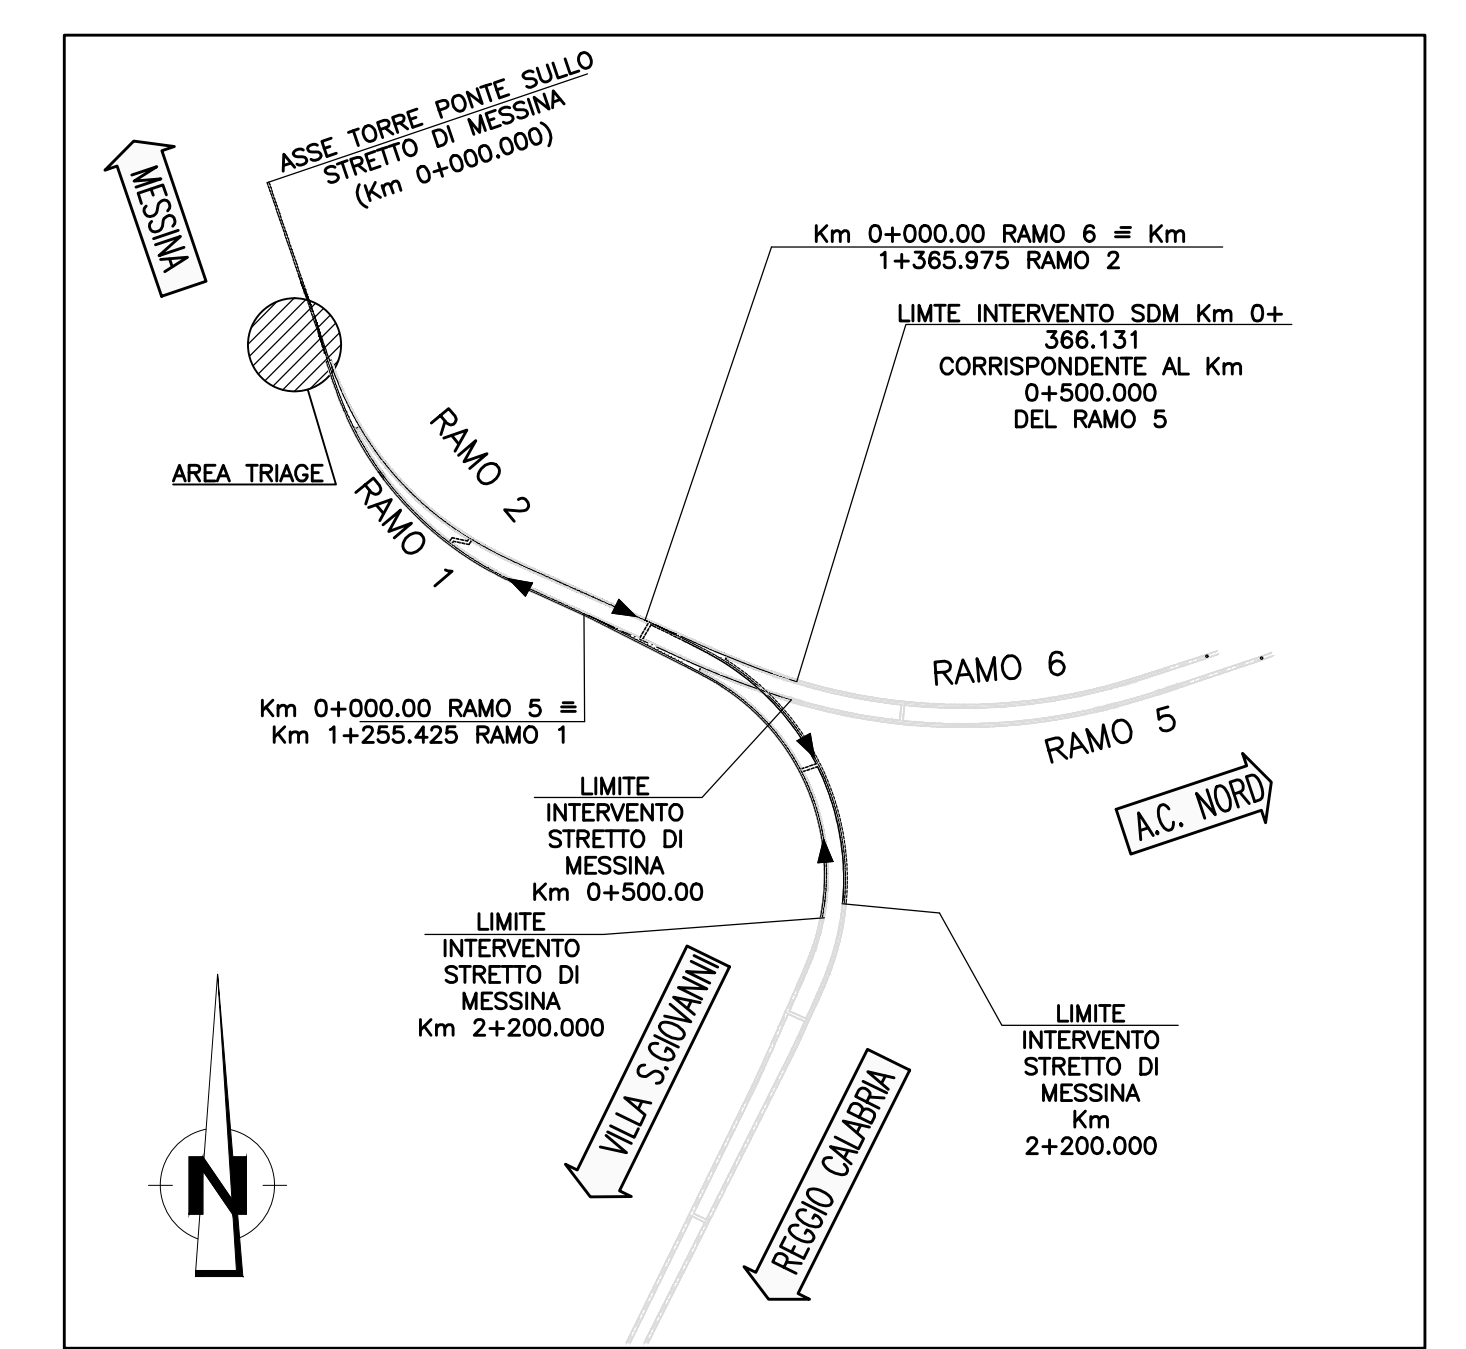 ASSE TORRE PONTE SULLO
STRETTO DI MESSINA
(Km 0+000.000)
MESSINA
Km 0+000.00 RAMO 6 ≡ Km
1+365.975 RAMO 2
LIMTE INTERVENTO SDM Km 0+
366.131
CORRISPONDENTE AL Km
0+500.000
DEL RAMO 5
RAMO 2
AREA TRIAGE
RAMO 1
RAMO 6
RAMO 5
Km 0+000.00 RAMO 5 ≡
Km 1+255.425 RAMO 1
A.C. NORD
LIMITE
INTERVENTO
STRETTO DI
MESSINA
Km 0+500.00
LIMITE
INTERVENTO
STRETTO DI
MESSINA
Km 2+200.000
VILLA S.GIOVANNI
LIMITE
INTERVENTO
STRETTO DI
MESSINA
Km
2+200.000
REGGIO CALABRIA
N